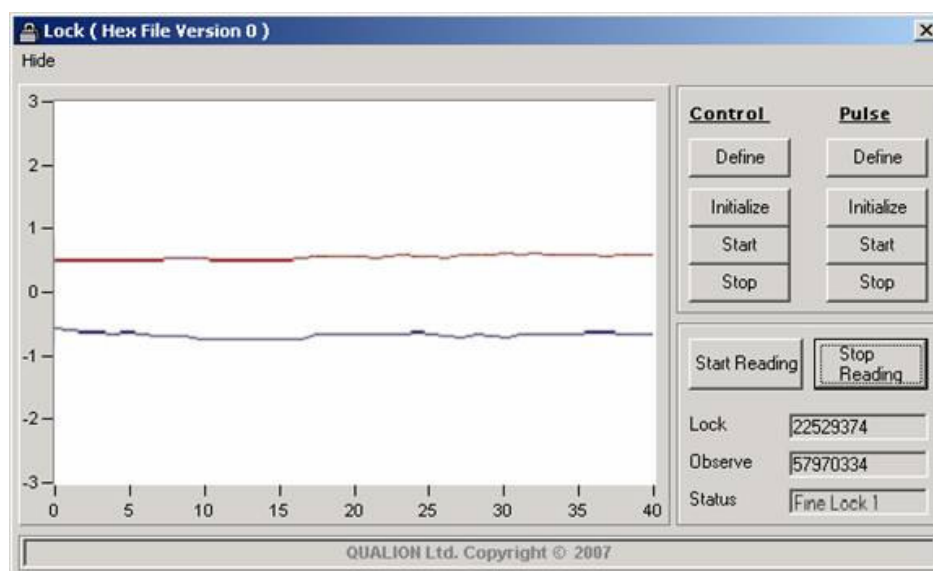 Lock ( Hex File Version 0 )
Hide
3
2
1
0
-1
-2
-3
0 5 10 15 20 25 30 35 40
Control Pulse
Define Define
Initialize Initialize
Start Start
Stop Stop
Start Reading Stop
Reading
Lock 22529374
Observe 57970334
Status Fine Lock 1
QUALION Ltd. Copyright © 2007